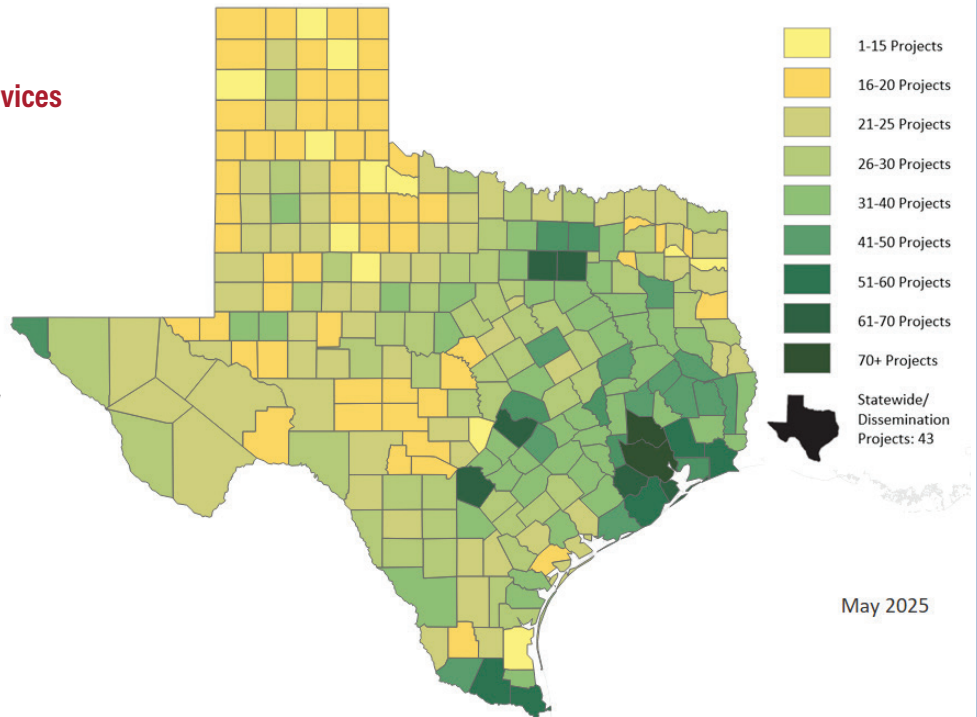 vices
1-15 Projects
16-20 Projects
21-25 Projects
26-30 Projects
31-40 Projects
41-50 Projects
51-60 Projects
61-70 Projects
70+ Projects
Statewide/
Dissemination
Projects: 43
May 2025